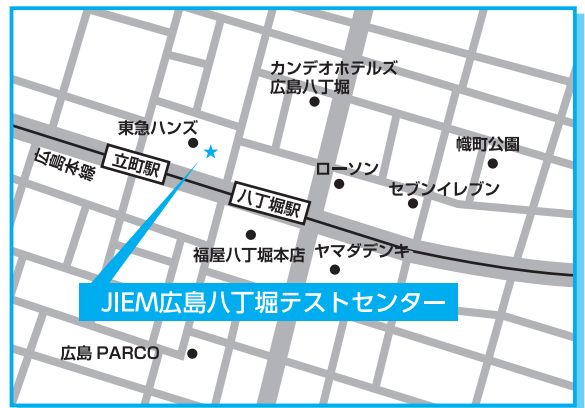 カンデオホテルズ
広島八丁堀
東急ハンズ
幟町公園
広島本線
立町駅
ローソン
セブンイレブン
八丁堀駅
福屋八丁堀本店
ヤマダデンキ
JIEM広島八丁堀テストセンター
広島 PARCO